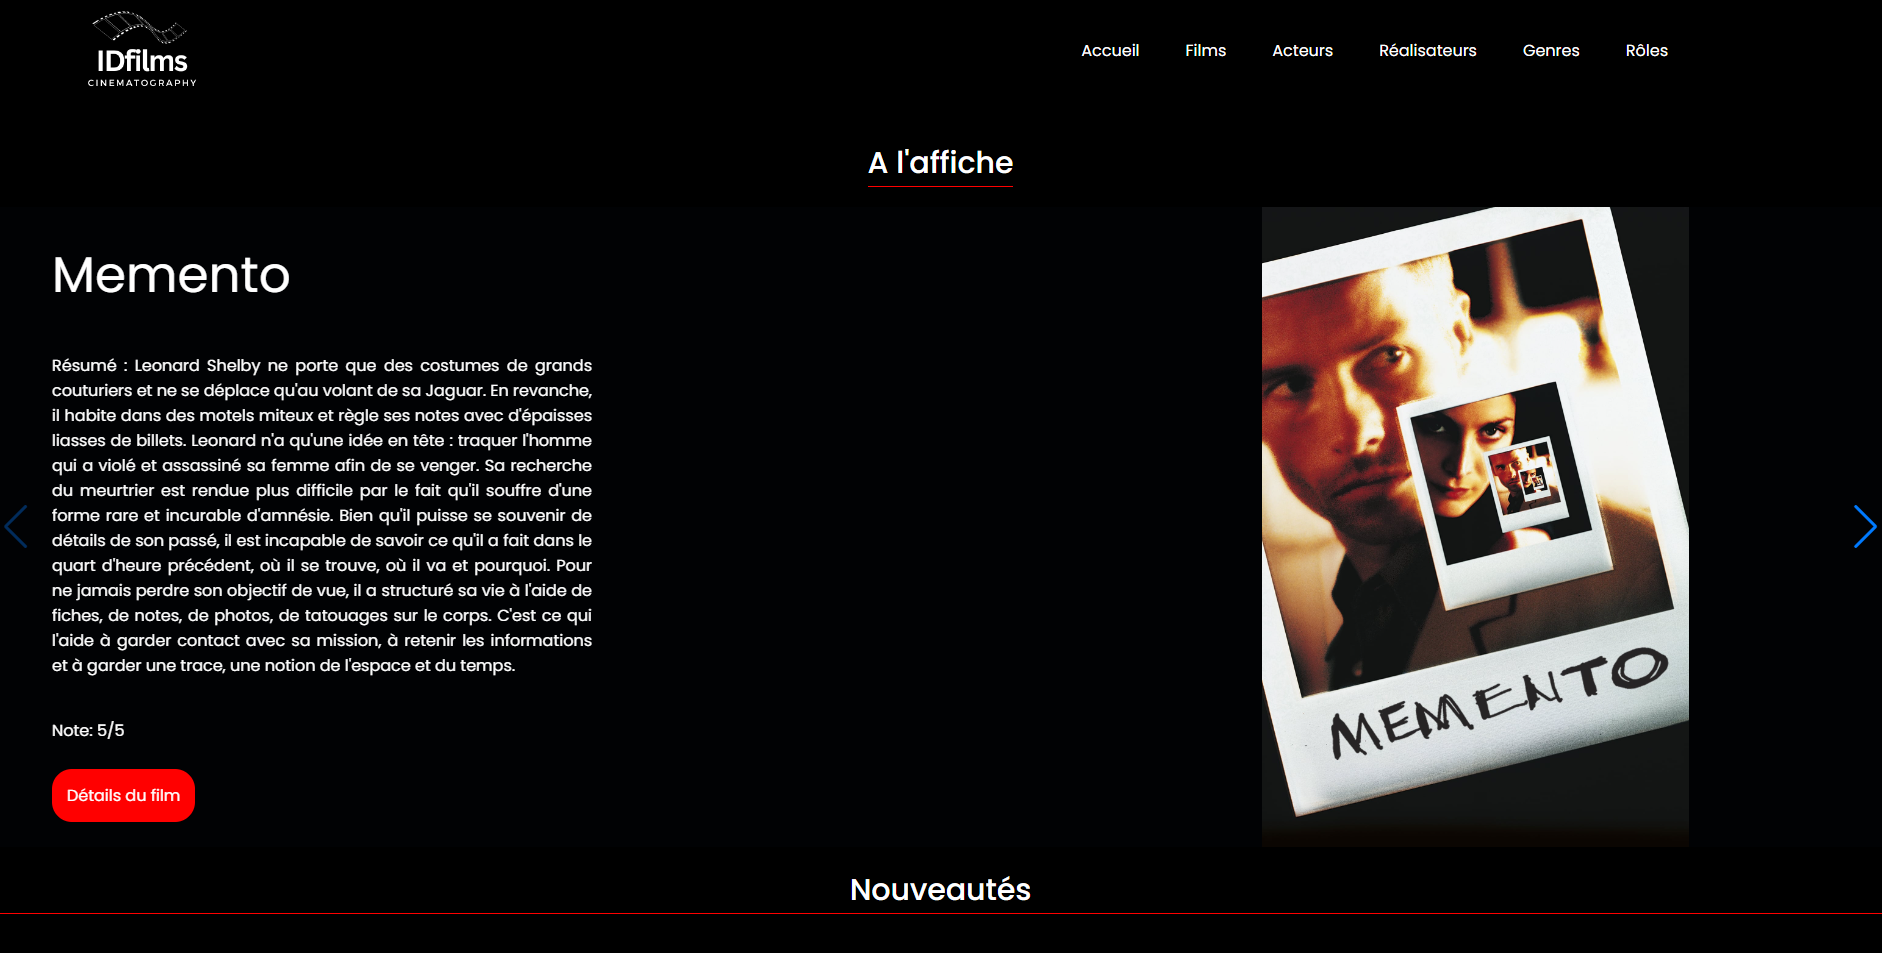 IDfilms
CINEMATOGRAPHY
Accueil
Films
Acteurs
Réalisateurs
Genres
Rôles
A l'affiche
Memento
Résumé : Leonard Shelby ne porte que des costumes de grands
couturiers et ne se déplace qu'au volant de sa Jaguar. En revanche,
il habite dans des motels miteux et règle ses notes avec d'épaisses
liasses de billets. Leonard n'a qu'une idée en tête : traquer l'homme
qui a violé et assassiné sa femme afin de se venger. Sa recherche
du meurtrier est rendue plus difficile par le fait qu'il souffre d'une
forme rare et incurable d'amnésie. Bien qu'il puisse se souvenir de
détails de son passé, il est incapable de savoir ce qu'il a fait dans le
quart d'heure précédent, où il se trouve, où il va et pourquoi. Pour
ne jamais perdre son objectif de vue, il a structuré sa vie à l'aide de
fiches, de notes, de photos, de tatouages sur le corps. C'est ce qui
l'aide à garder contact avec sa mission, à retenir les informations
et à garder une trace, une notion de l'espace et du temps.
Note: 5/5
Détails du film
MEMENTO
Nouveautés